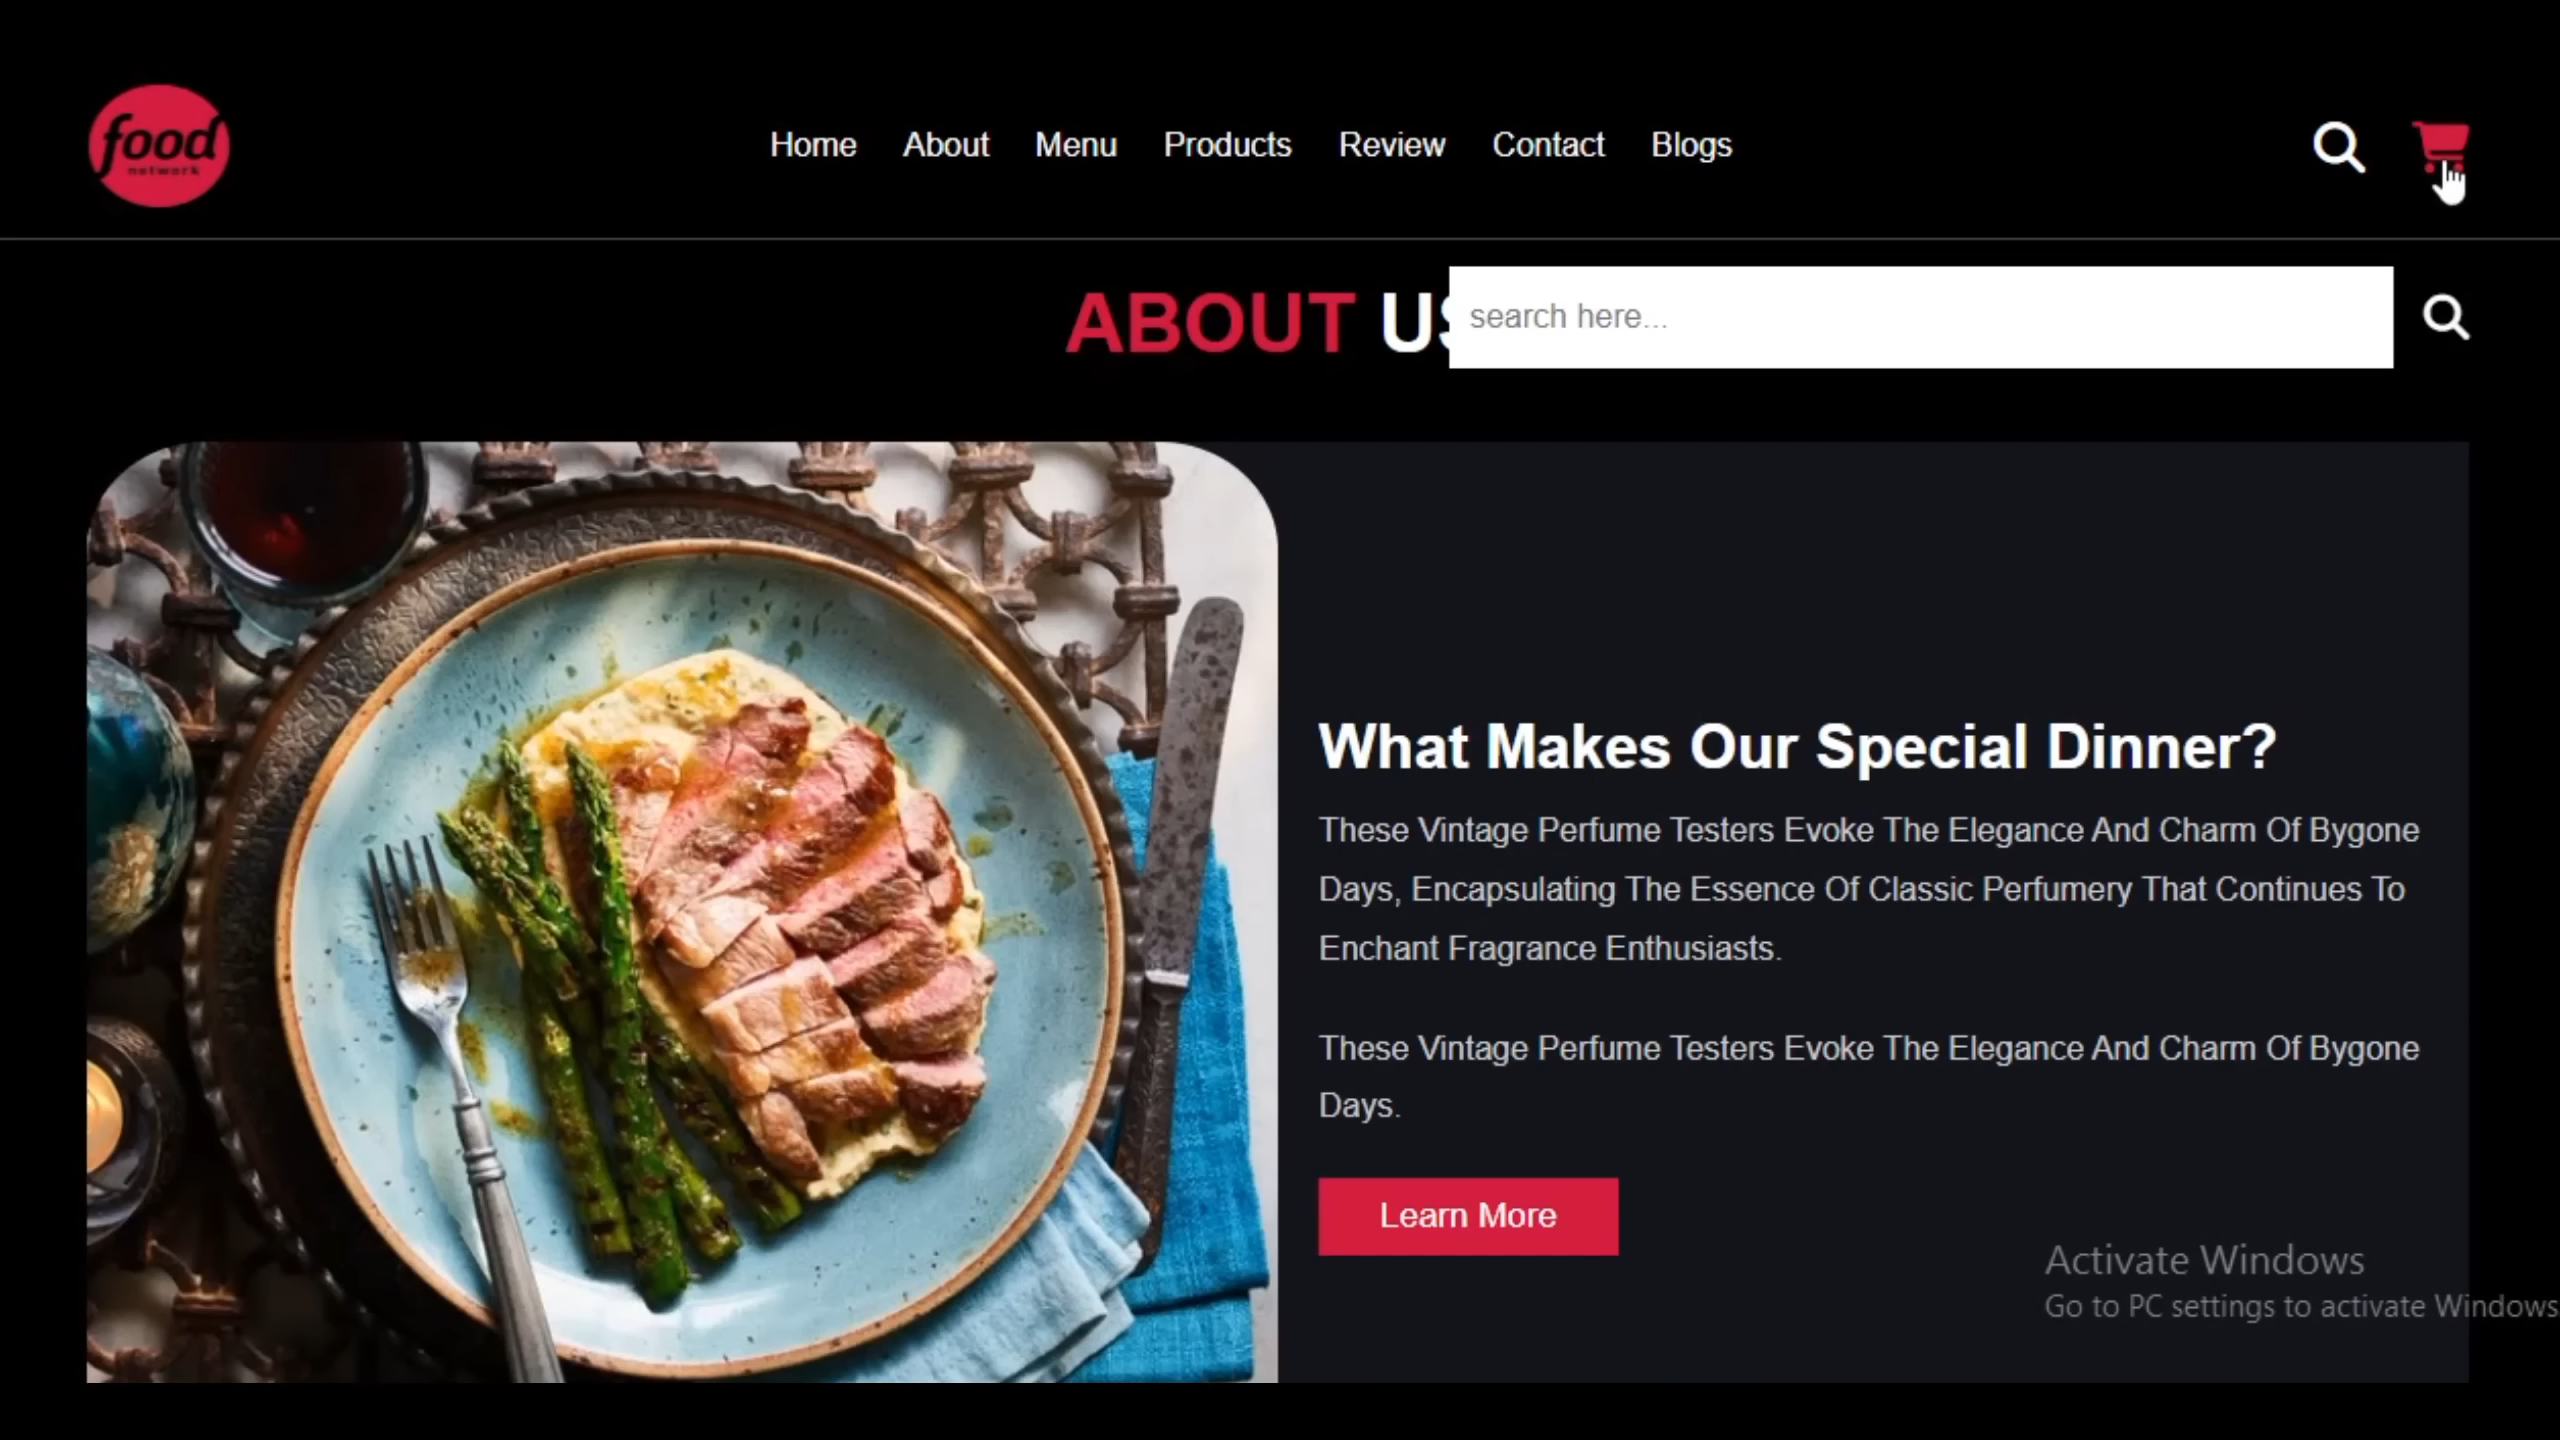 food
network
Home About Menu Products Review Contact Blogs
ABOUT US
search here...
What Makes Our Special Dinner?
These Vintage Perfume Testers Evoke The Elegance And Charm Of Bygone
Days, Encapsulating The Essence Of Classic Perfumery That Continues To
Enchant Fragrance Enthusiasts.
These Vintage Perfume Testers Evoke The Elegance And Charm Of Bygone
Days.
Learn More
Activate Windows
Go to PC settings to activate Windows